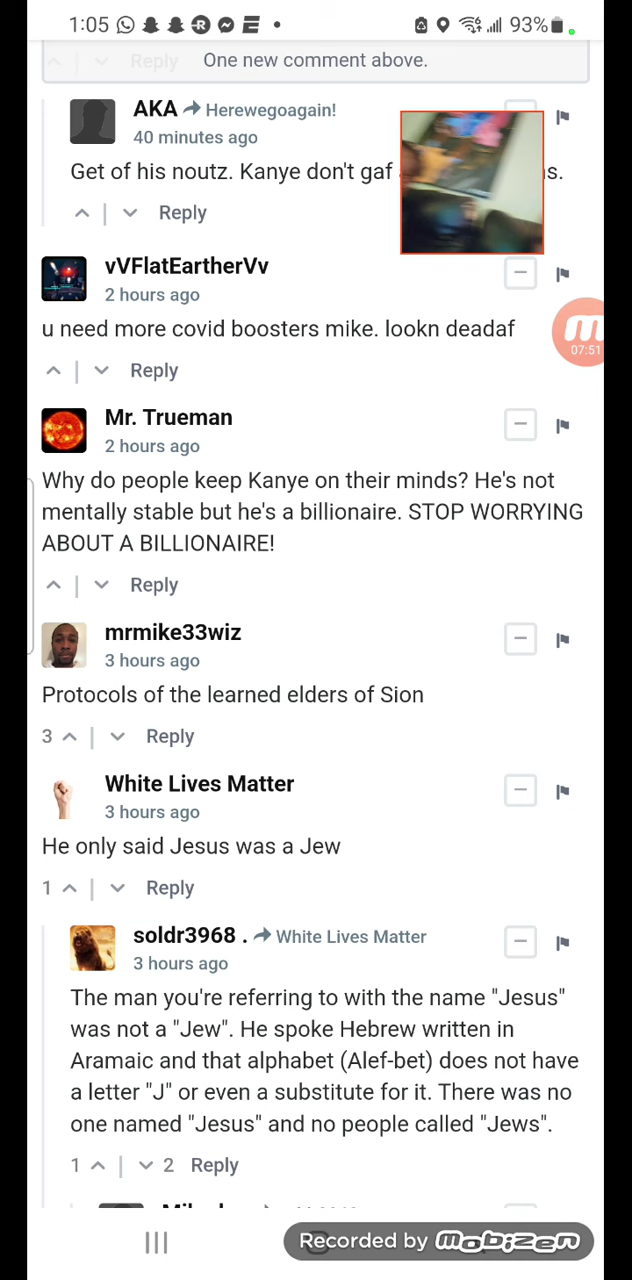 1:05 93%
Reply One new comment above.
AKA Herewegoagain!
40 minutes ago
Get of his noutz. Kanye don't gaf s.
Reply
vVFlatEartherVv
2 hours ago
u need more covid boosters mike. lookn deadaf
07:51
Reply
Mr. Trueman
2 hours ago
Why do people keep Kanye on their minds? He's not
mentally stable but he's a billionaire. STOP WORRYING
ABOUT A BILLIONAIRE!
Reply
mrmike33wiz
3 hours ago
Protocols of the learned elders of Sion
3 Reply
White Lives Matter
3 hours ago
He only said Jesus was a Jew
1 Reply
soldr3968 . White Lives Matter
3 hours ago
The man you're referring to with the name "Jesus"
was not a "Jew". He spoke Hebrew written in
Aramaic and that alphabet (Alef-bet) does not have
a letter "J" or even a substitute for it. There was no
one named "Jesus" and no people called "Jews".
1 2 Reply
Recorded by mobizen